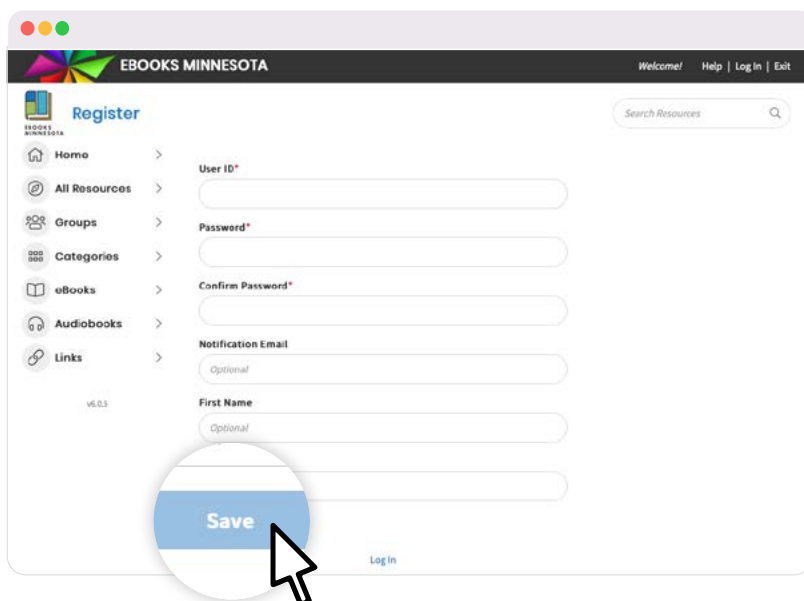 EBOOKS MINNESOTA
Welcome! Help | Log In | Exit
EBOOKS
MINNESOTA
Register
Search Resources
Home
All Resources
Groups
Categories
eBooks
Audiobooks
Links
v6.0.5
User ID*
Password*
Confirm Password*
Notification Email
Optional
First Name
Optional
Save
Log In